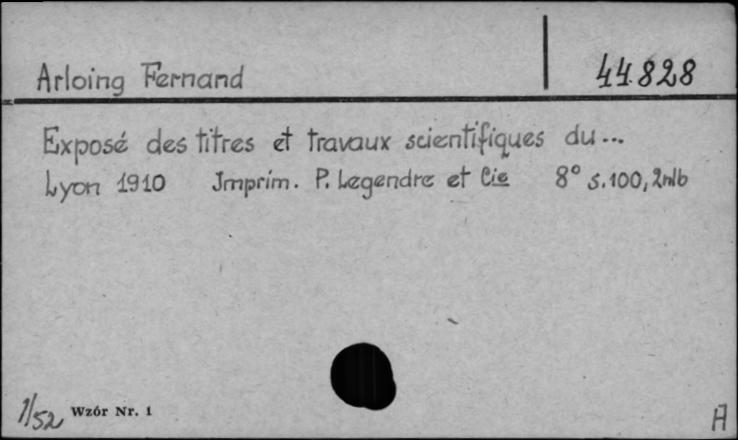 Arloing Fernand 44828
Exposé des titres et travaux scientifiques du...
Lyon 1910 Imprim. P. Legendre et Cie 8° s.100, 2nlb
1/52 Wzór Nr. 1 A